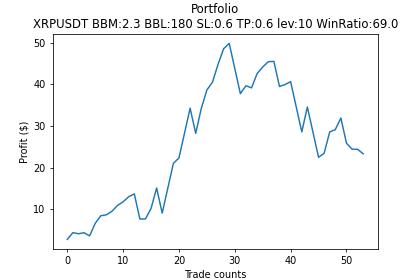 Portfolio
XRPUSDT BBM:2.3 BBL:180 SL:0.6 TP:0.6 lev:10 WinRatio:69.0
50
40
30
20
10
Profit ($)
0 10 20 30 40 50
Trade counts